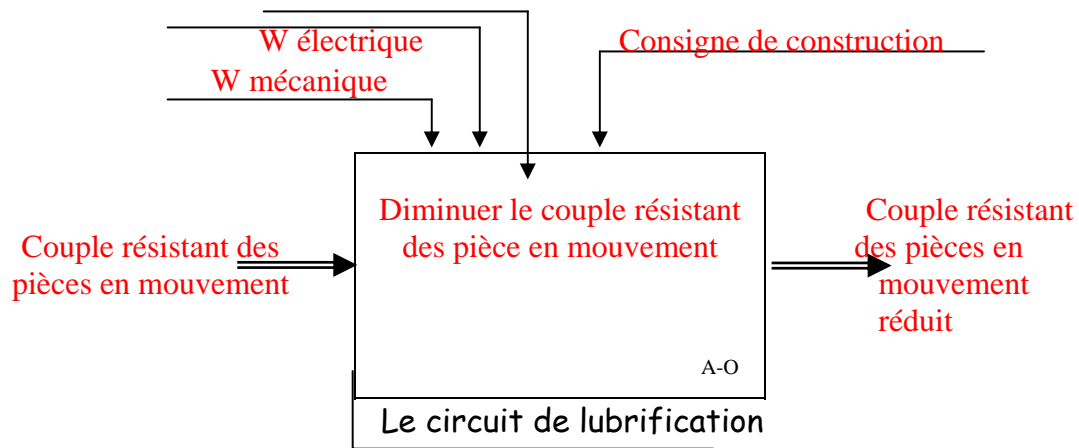 W électrique
Consigne de construction
W mécanique
Diminuer le couple résistant
des pièce en mouvement
Couple résistant des
pièces en mouvement
Couple résistant
des pièces en
mouvement
réduit
A-O
Le circuit de lubrification